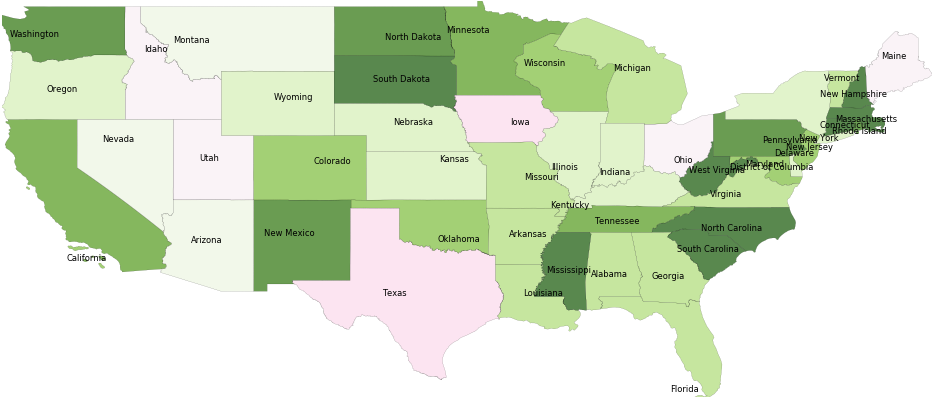 Washington
Montana
Idaho
North Dakota
Minnesota
Oregon
Wyoming
South Dakota
Wisconsin
Michigan
Maine
Vermont
New Hampshire
Massachusetts
Connecticut
Rhode Island
New York
Pennsylvania
New Jersey
Nevada
Utah
Colorado
Nebraska
Kansas
Iowa
Missouri
Illinois
Indiana
Ohio
West Virginia
Delaware
Maryland
District of Columbia
Kentucky
Virginia
California
Arizona
New Mexico
Oklahoma
Arkansas
Tennessee
North Carolina
South Carolina
Texas
Louisiana
Mississippi
Alabama
Georgia
Florida